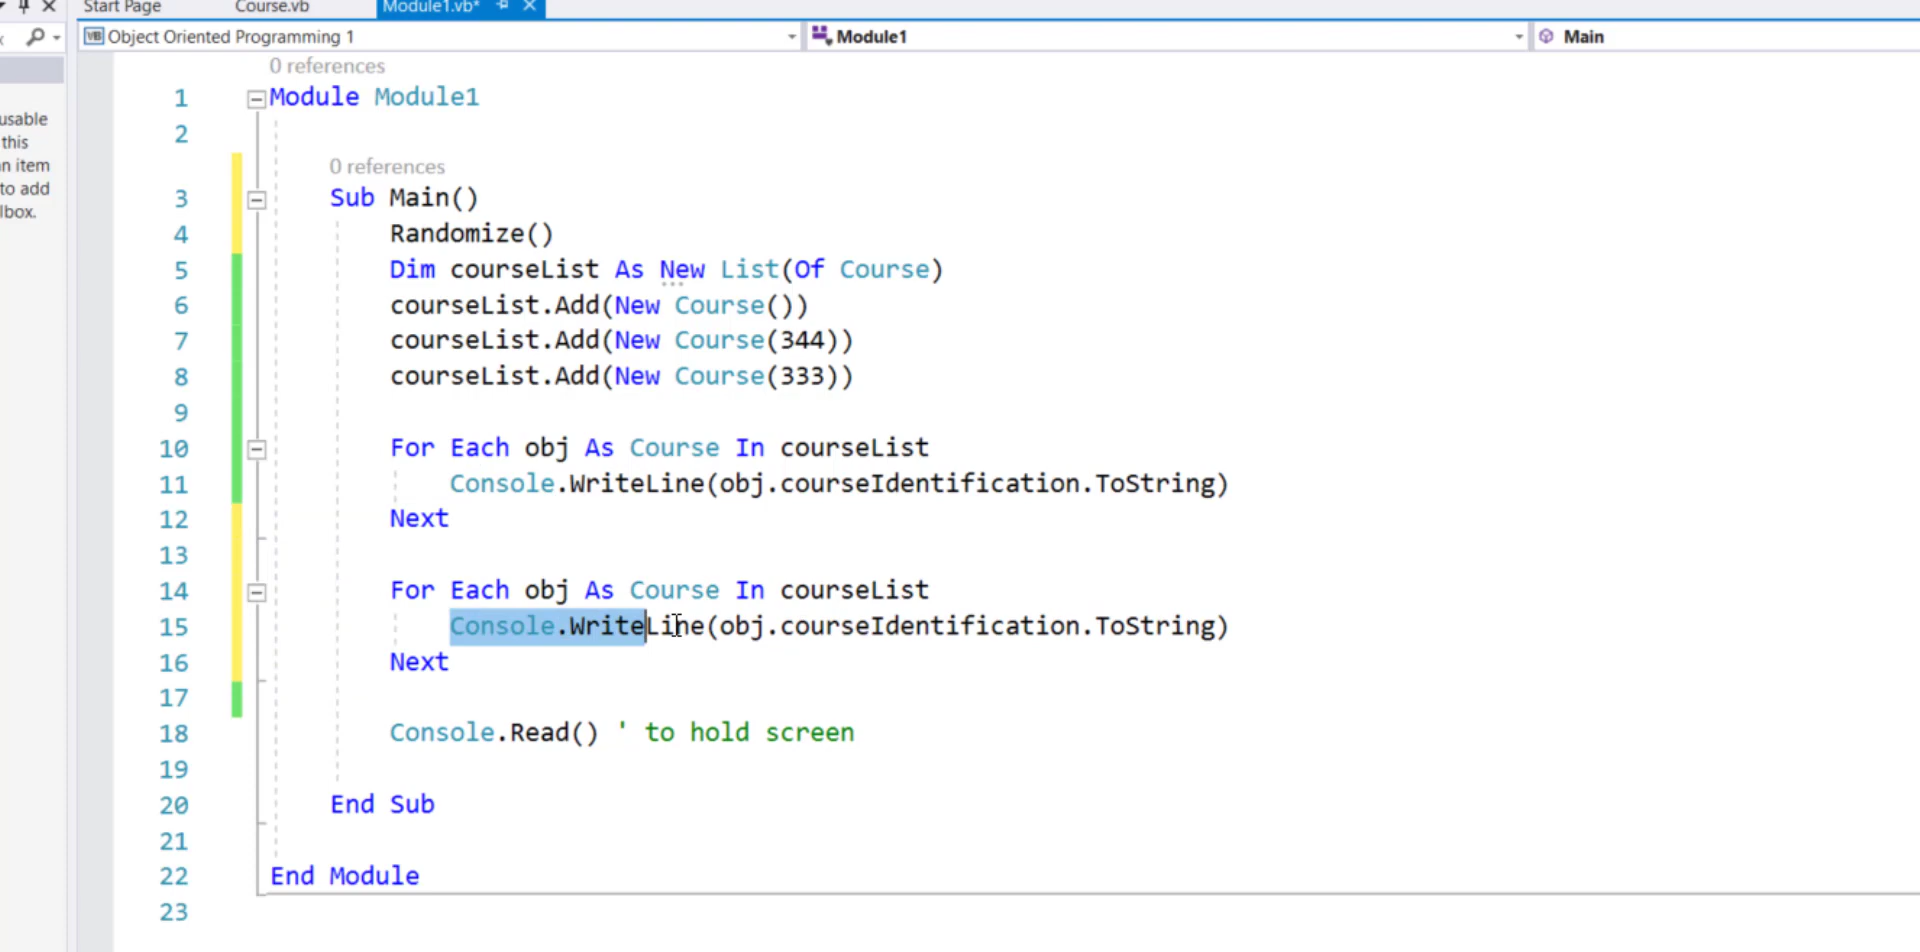 Start Page Course.vb Module1.vb*
Object Oriented Programming 1 Module1 Main
0 references
1 Module Module1
2
usable
this
n item
to add
lbox.
0 references
3 Sub Main()
4 Randomize()
5 Dim courseList As New List(Of Course)
6 courseList.Add(New Course())
7 courseList.Add(New Course(344))
8 courseList.Add(New Course(333))
9
10 For Each obj As Course In courseList
11 Console.WriteLine(obj.courseIdentification.ToString)
12 Next
13
14 For Each obj As Course In courseList
15 Console.WriteLine(obj.courseIdentification.ToString)
16 Next
17
18 Console.Read() ' to hold screen
19
20 End Sub
21
22 End Module
23